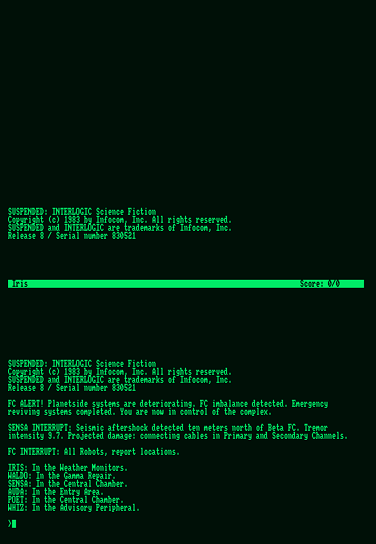 SUSPENDED: INTERLOGIC Science Fiction
Copyright (c) 1983 by Infocom, Inc. All rights reserved.
SUSPENDED and INTERLOGIC are trademarks of Infocom, Inc.
Release 8 / Serial number 830521
Iris Score: 0/0
SUSPENDED: INTERLOGIC Science Fiction
Copyright (c) 1983 by Infocom, Inc. All rights reserved.
SUSPENDED and INTERLOGIC are trademarks of Infocom, Inc.
Release 8 / Serial number 830521
FC ALERT! Planetside systems are deteriorating. FC imbalance detected. Emergency
reviving systems completed. You are now in control of the complex.
SENSA INTERRUPT: Seismic aftershock detected ten meters north of Beta FC. Tremor
intensity 9.7. Projected damage: connecting cables in Primary and Secondary Channels.
FC INTERRUPT: All Robots, report locations.
IRIS: In the Weather Monitors.
WALDO: In the Gamma Repair.
SENSA: In the Central Chamber.
AUDA: In the Entry Area.
POET: In the Central Chamber.
WHIZ: In the Advisory Peripheral.
>